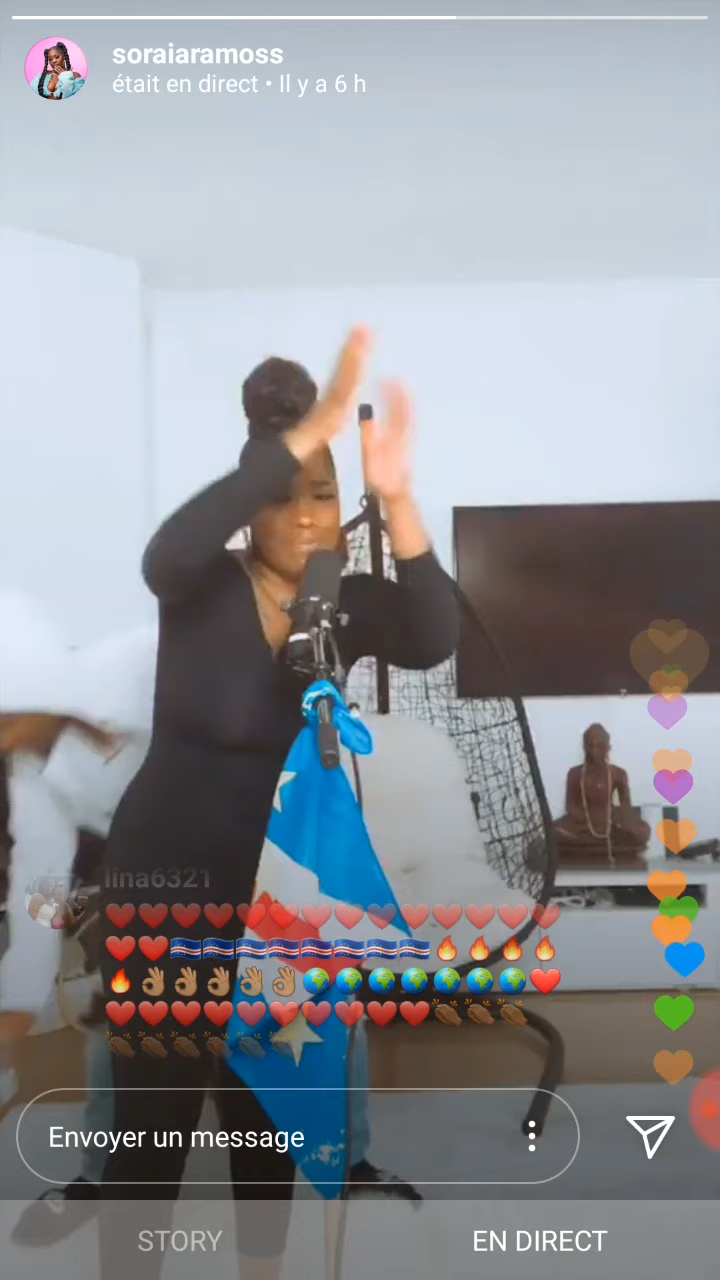 soraiaramoss
était en direct • Il y a 6 h
lina6321
❤️❤️❤️❤️❤️❤️❤️❤️❤️❤️❤️❤️❤️❤️
❤️❤️🇨🇻🇨🇻🇨🇻🇨🇻🇨🇻🇨🇻🇨🇻🇨🇻🔥🔥🔥🔥
🔥👌🏽👌🏽👌🏽👌🏽👌🏽🌍🌍🌍🌍🌍🌍🌍❤️
❤️❤️❤️❤️❤️❤️❤️❤️❤️❤️👏🏾👏🏾👏🏾
👏🏾👏🏾👏🏾👏🏾👏🏾👏🏾
Envoyer un message
STORY
EN DIRECT